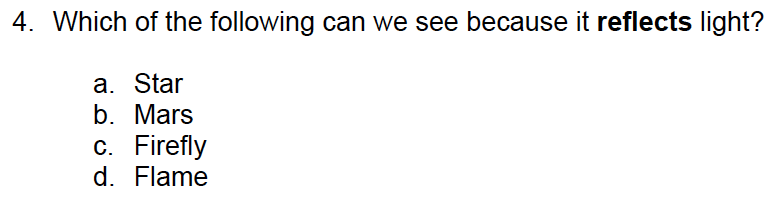 4. Which of the following can we see because it reflects light?
a. Star
b. Mars
c. Firefly
d. Flame